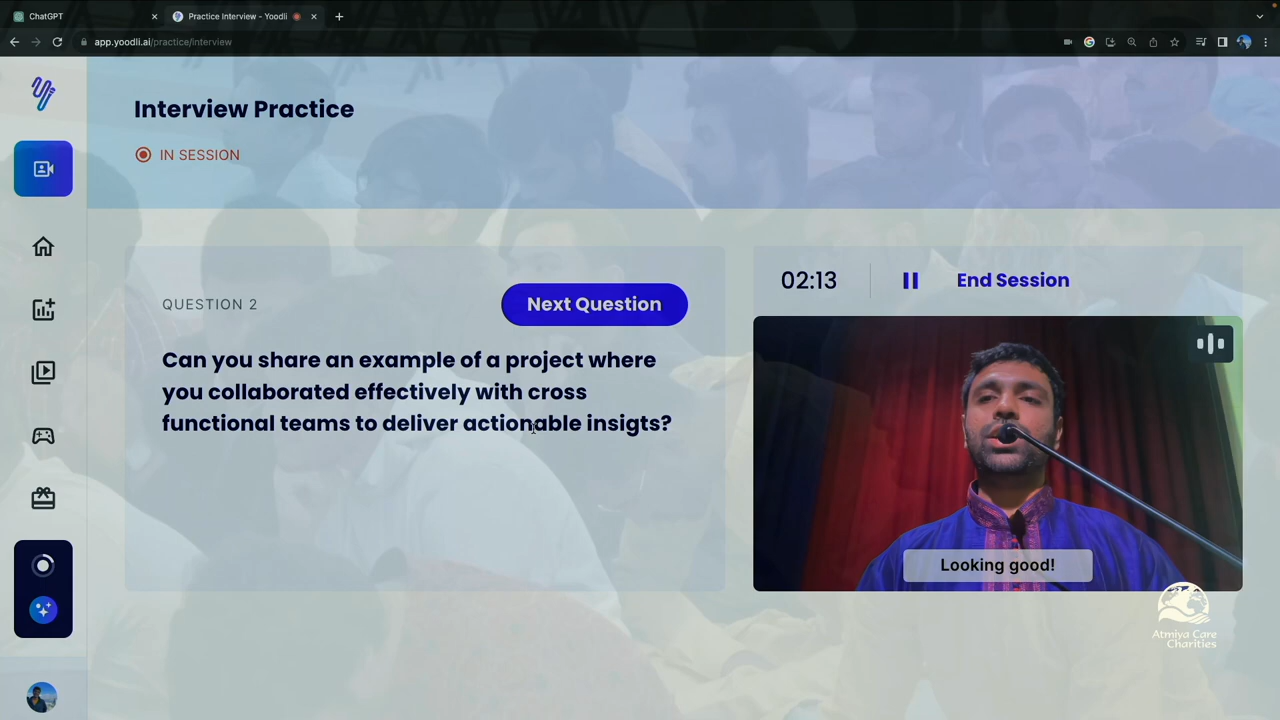 ChatGPT
Practice Interview - Yoodli
app.yoodli.ai/practice/interview
Interview Practice
IN SESSION
QUESTION 2
Next Question
Can you share an example of a project where
you collaborated effectively with cross
functional teams to deliver actionable insigts?
02:13
End Session
Looking good!
Atmiya Care
Charities